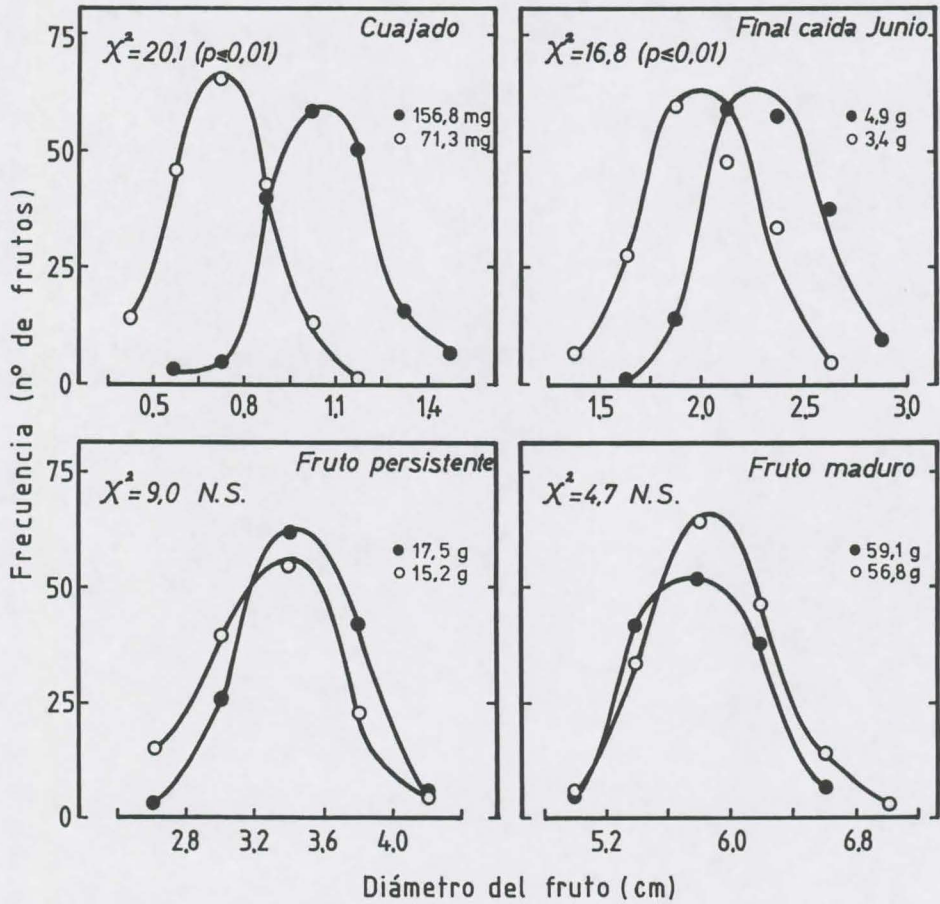 Frecuencia (nº de frutos)
75
50
25
0
Cuajado
χ²=20,1 (p≤0,01)
● 156,8 mg
○ 71,3 mg
0,5 0,8 1,1 1,4
Final caida Junio
χ²=16,8 (p≤0,01)
● 4,9 g
○ 3,4 g
1,5 2,0 2,5 3,0
75
50
25
0
Fruto persistente
χ²=9,0 N.S.
● 17,5 g
○ 15,2 g
2,8 3,2 3,6 4,0
Fruto maduro
χ²=4,7 N.S.
● 59,1 g
○ 56,8 g
5.2 6.0 6.8
Diámetro del fruto (cm)